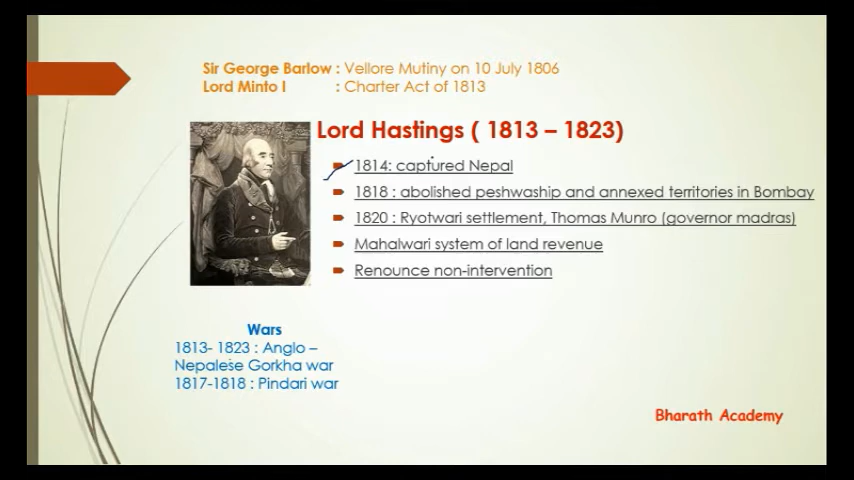 Sir George Barlow : Vellore Mutiny on 10 July 1806
Lord Minto I : Charter Act of 1813
Lord Hastings ( 1813 – 1823)
1814: captured Nepal
1818 : abolished peshwaship and annexed territories in Bombay
1820 : Ryotwari settlement, Thomas Munro (governor madras)
Mahalwari system of land revenue
Renounce non-intervention
Wars
1813- 1823 : Anglo –
Nepalese Gorkha war
1817-1818 : Pindari war
Bharath Academy